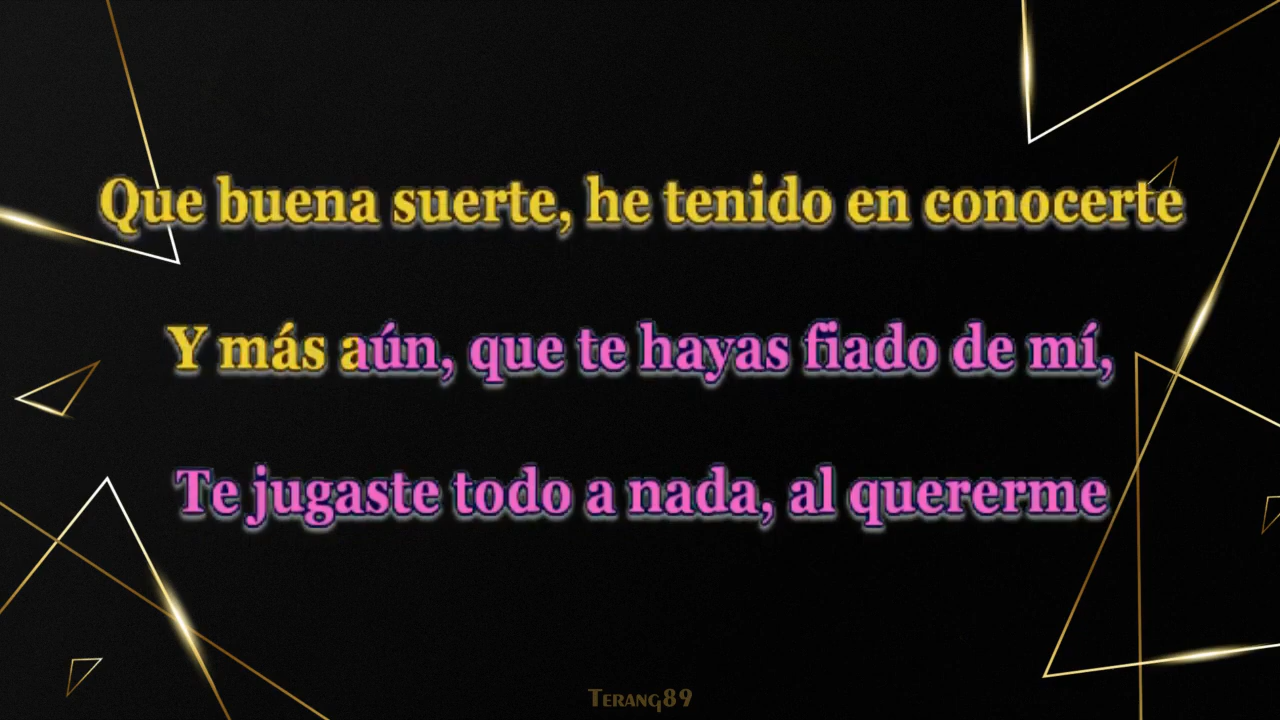 Que buena suerte, he tenido en conocerte
Y más aún, que te hayas fiado de mí,
Te jugaste todo a nada, al quererme
Terang89